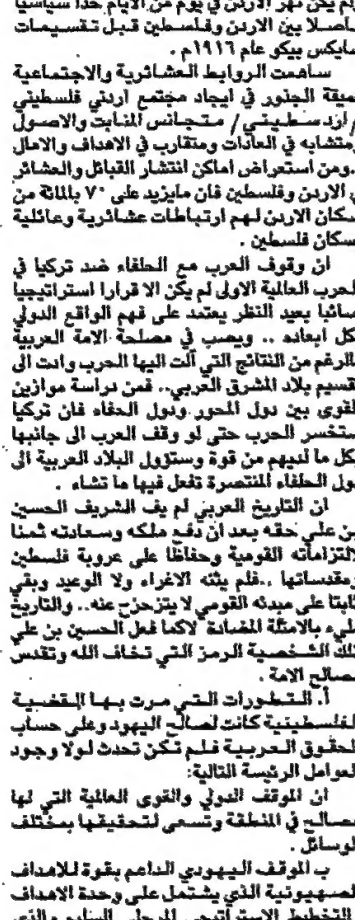 لم يكن نهر الاردن في يوم من الايام حدا سياسيا
فاصلا بين الاردن وفلسطين قبل تقسيمات
سايكس بيكو عام ١٩١٦م .
ساهمت الروابط العشائرية والاجتماعية
عميقة الجذور في ايجاد مجتمع اردني فلسطيني
متجانس المنابت والاصول
ومتشابه في العادات ومتقارب في الاهداف والامال
..ومن استعراض اماكن انتشار القبائل والعشائر
في الاردن وفلسطين فان مايزيد على ٧٠ بالمائة من
سكان الاردن لهم ارتباطات عشائرية وعائلية
بسكان فلسطين .
ان وقوف العرب مع الحلفاء ضد تركيا في
الحرب العالمية الاولى لم يكن الا قرارا استراتيجيا
صائبا بعيد النظر يعتمد على فهم الواقع الدولي
بكل ابعاده .. ويصب في مصلحة الامة العربية
بالرغم من النتائج التي آلت اليها الحرب وادت الى
تقسيم بلاد المشرق العربي.. فمن دراسة موازين
القوى بين دول المحور ودول الحفاء فان تركيا
ستخسر الحرب حتى لو وقف العرب الى جانبها
بكل ما لديهم من قوة وستؤول البلاد العربية الى
دول الحلفاء المنتصرة تفعل فيها ما تشاء .
ان التاريخ العربي لم يف الشريف الحسين
بن علي حقه بعد ان دفع ملكه وسعادته ثمنا
لالتزاماته القومية وحفاظا على عروبة فلسطين
ومقدساتها ..فلم يثنه الاغراء ولا الوعيد وبقي
ثابتا على مبدئه القومي لا يتزحزح عنه.. والتاريخ
مليء بالامثلة المضادة لاكما فعل الحسين بن علي
تلك الشخصية الرمز التي تخاف الله وتقدس
مصالح الامة .
أ. التطورات التي مرت بها القضية
الفلسطينية كانت لصالح اليهود وعلى حساب
الحقوق العربية فلم تكن تحدث لولا وجود
العوامل الرئيسة التالية:
ان الموقف الدولي والقوى العالمية التي لها
مصالح في المنطقة وتسعى لتحقيقها بمختلف
الوسائل .
ب الموقف اليهودي الداعم بقوة للاهداف
الصهيونية الذي يشتمل على وحدة الاهداف
والتخطيط الاستراتيجي المرحلي السليم والذي